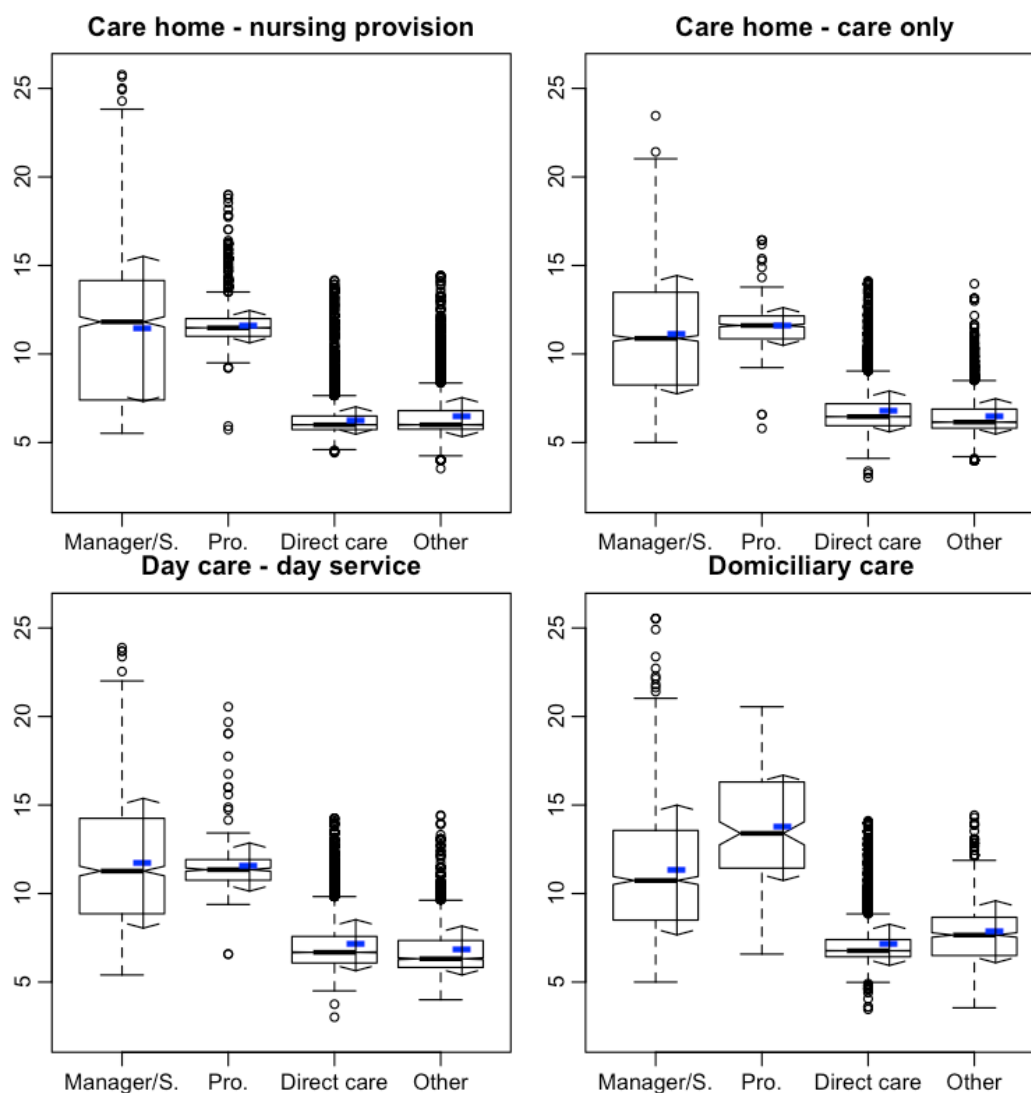 Care home - nursing provision
25
20
15
10
5
Manager/S. Pro. Direct care Other
Care home - care only
25
20
15
10
5
Manager/S. Pro. Direct care Other
Day care - day service
25
20
15
10
5
Manager/S. Pro. Direct care Other
Domiciliary care
25
20
15
10
5
Manager/S. Pro. Direct care Other